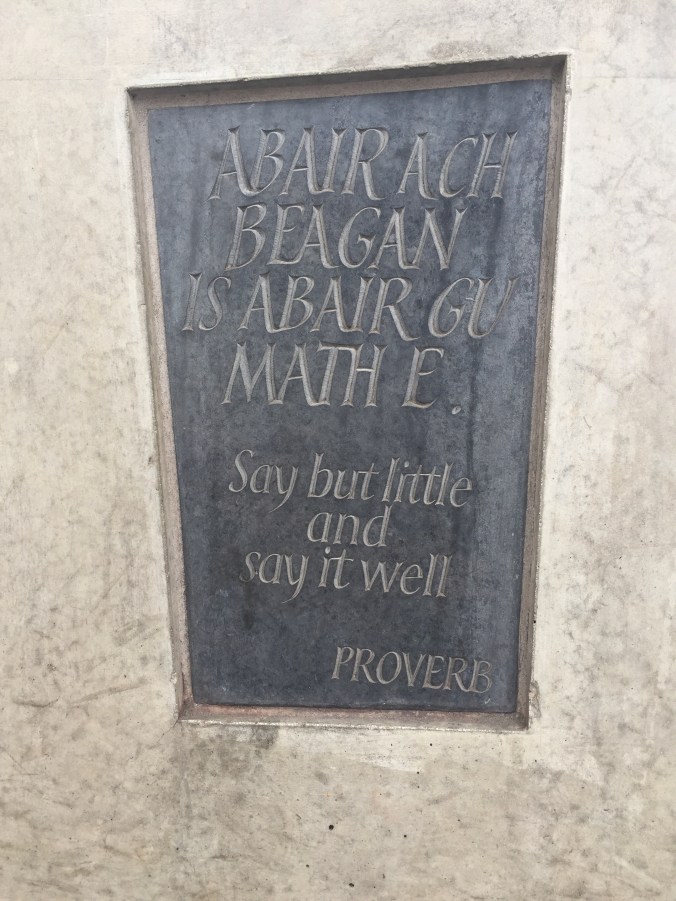 ABAIR ACH
BEAGAN
IS ABAIR GU
MATH E.
Say but little
and
say it well
PROVERB